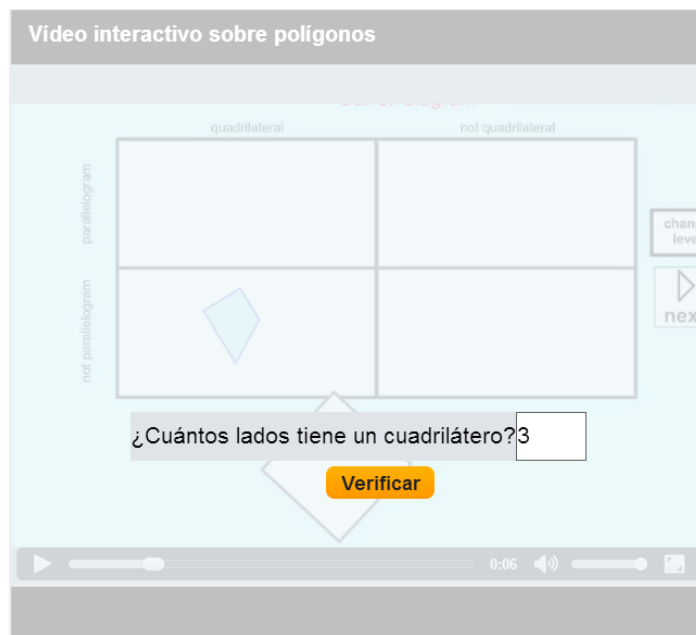 Vídeo interactivo sobre polígonos
quadrilateral
not quadrilateral
parallelogram
not parallelogram
next
¿Cuántos lados tiene un cuadrilátero? 3
Verificar
0:06